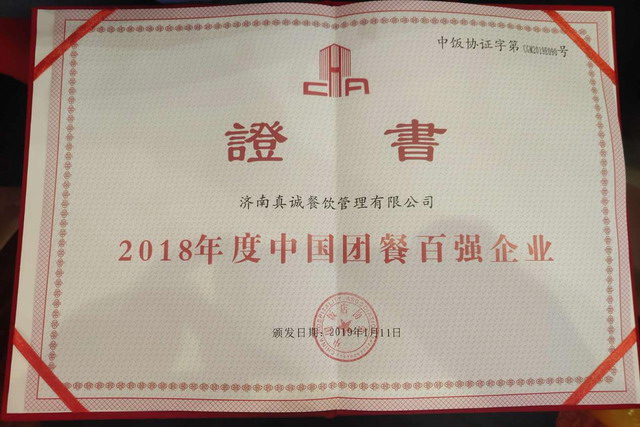 中饭协证字第 号
CHA
證書
济南真诚餐饮管理有限公司
2018年度中国团餐百强企业
颁发日期：2019年1月11日